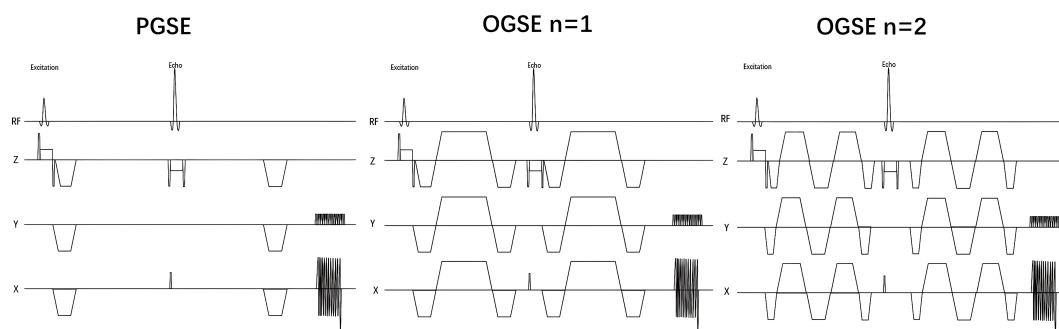 PGSE
OGSE n=1
OGSE n=2
Excitation
Echo
RF
Z
Y
X
Excitation
Echo
RF
Z
Y
X
Excitation
Echo
RF
Z
Y
X